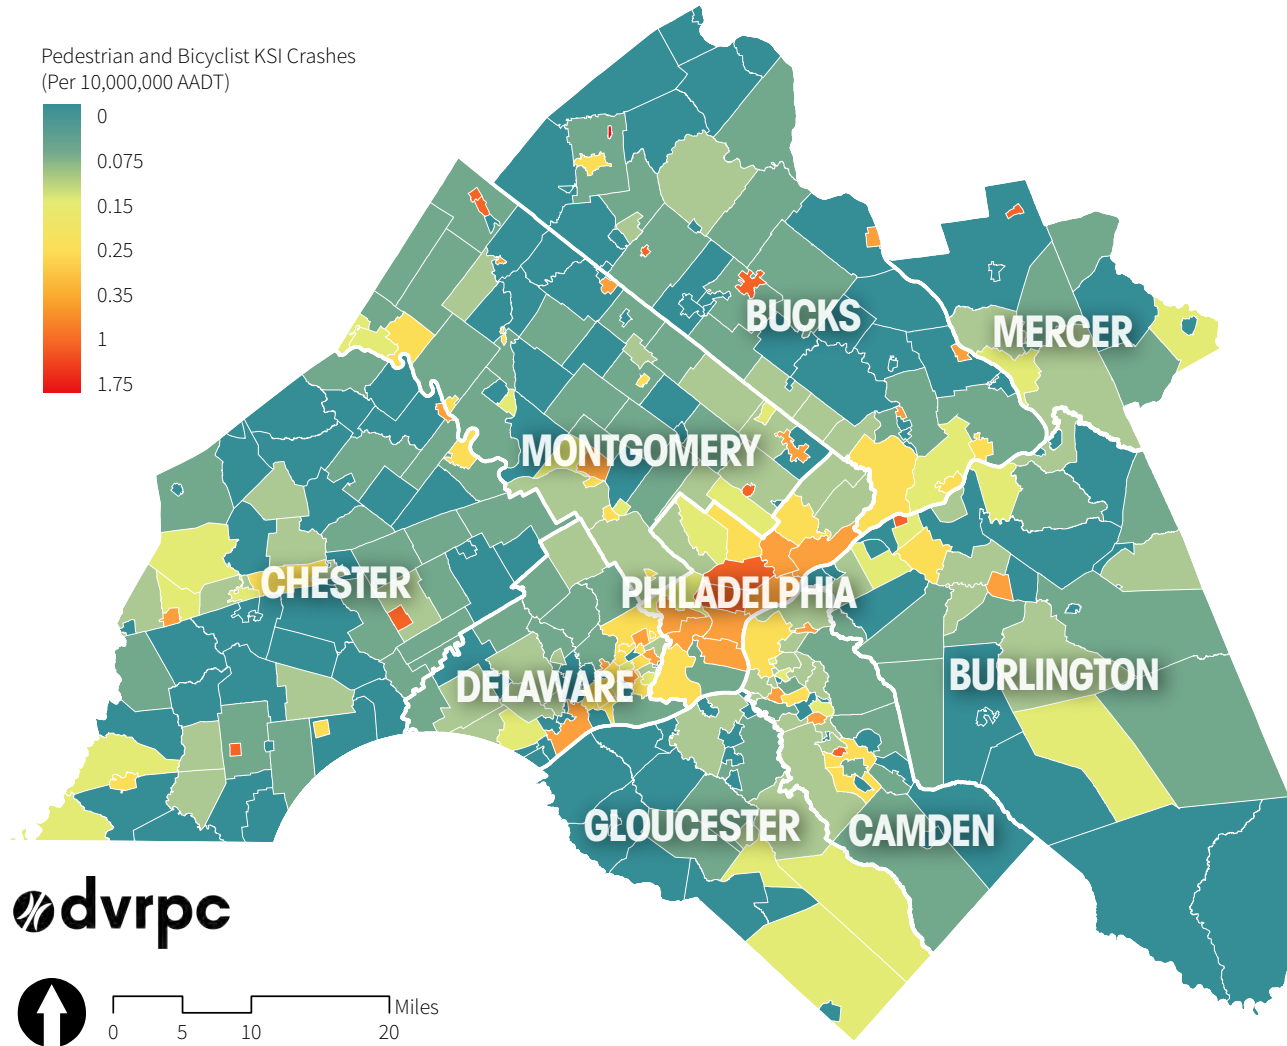 Pedestrian and Bicyclist KSI Crashes
(Per 10,000,000 AADT)
0
0.075
0.15
0.25
0.35
1
1.75
BUCKS
MERCER
MONTGOMERY
CHESTER
PHILADELPHIA
DELAWARE
BURLINGTON
GLOUCESTER
CAMDEN
dvrpc
Miles
0 5 10 20